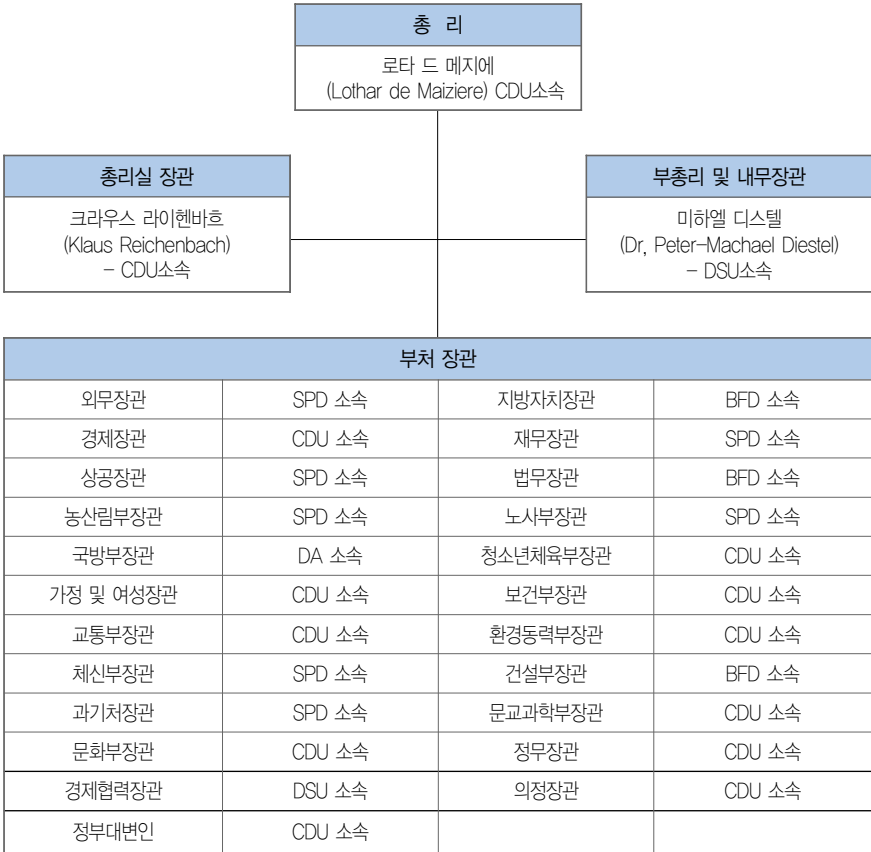 총 리
로타 드 메지에
(Lothar de Maiziere) CDU소속
총리실 장관
크라우스 라이헨바흐
(Klaus Reichenbach)
- CDU소속
부총리 및 내무장관
미하엘 디스텔
(Dr, Peter-Machael Diestel)
- DSU소속
부처 장관
외무장관 SPD 소속 지방자치장관 BFD 소속
경제장관 CDU 소속 재무장관 SPD 소속
상공장관 SPD 소속 법무장관 BFD 소속
농산림부장관 SPD 소속 노사부장관 SPD 소속
국방부장관 DA 소속 청소년체육부장관 CDU 소속
가정 및 여성장관 CDU 소속 보건부장관 CDU 소속
교통부장관 CDU 소속 환경동력부장관 CDU 소속
체신부장관 SPD 소속 건설부장관 BFD 소속
과기처장관 SPD 소속 문교과학부장관 CDU 소속
문화부장관 CDU 소속 정무장관 CDU 소속
경제협력장관 DSU 소속 의정장관 CDU 소속
정부대변인 CDU 소속